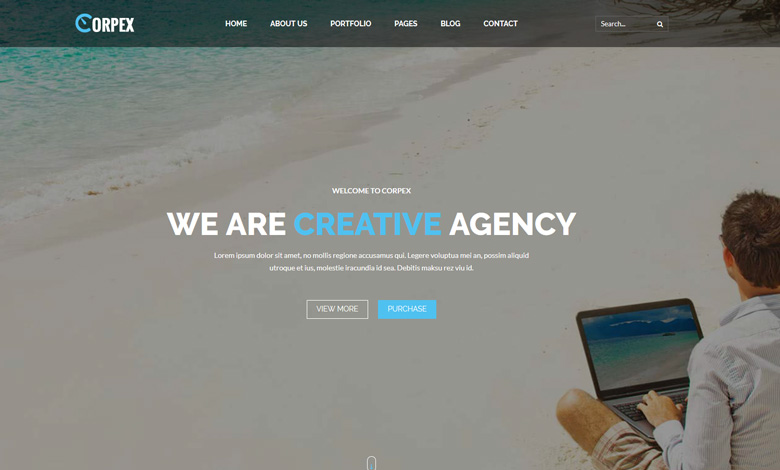 CORPEX
HOME ABOUT US PORTFOLIO PAGES BLOG CONTACT
Search...
WELCOME TO CORPEX
WE ARE CREATIVE AGENCY
Lorem ipsum dolor sit amet, no mollis regione accusamus qui. Legere voluptua mei an, possim aliquid
utroque et ius, molestie iracundia id sea. Debitis maksu rez viu id.
VIEW MORE PURCHASE